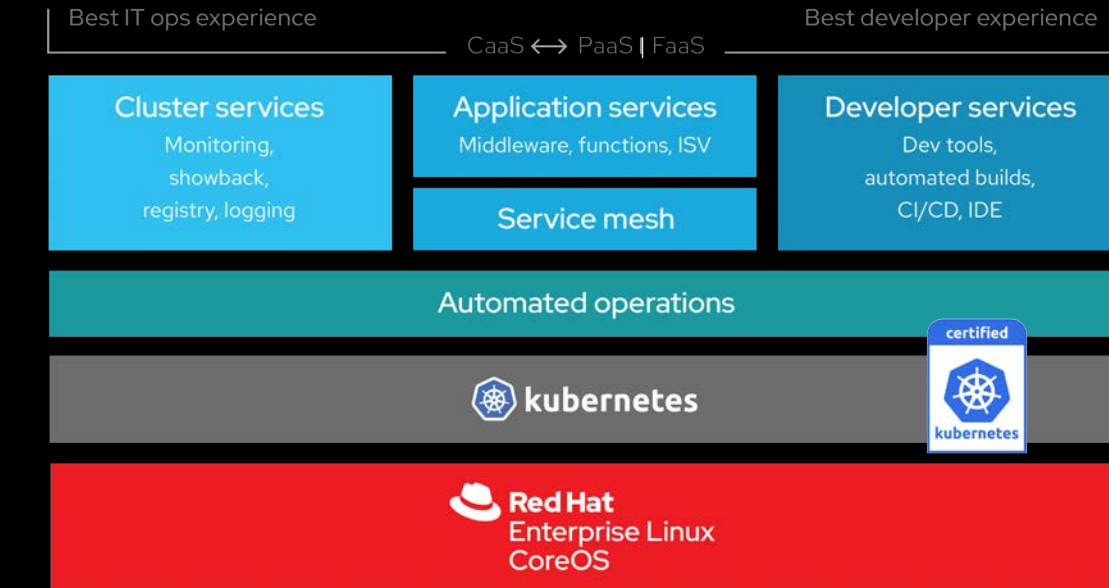 Best IT ops experience
Best developer experience
CaaS ⟷ PaaS | FaaS
Cluster services
Monitoring,
showback,
registry, logging
Application services
Middleware, functions, ISV
Service mesh
Developer services
Dev tools,
automated builds,
CI/CD, IDE
Automated operations
certified
kubernetes
kubernetes
Red Hat
Enterprise Linux
CoreOS